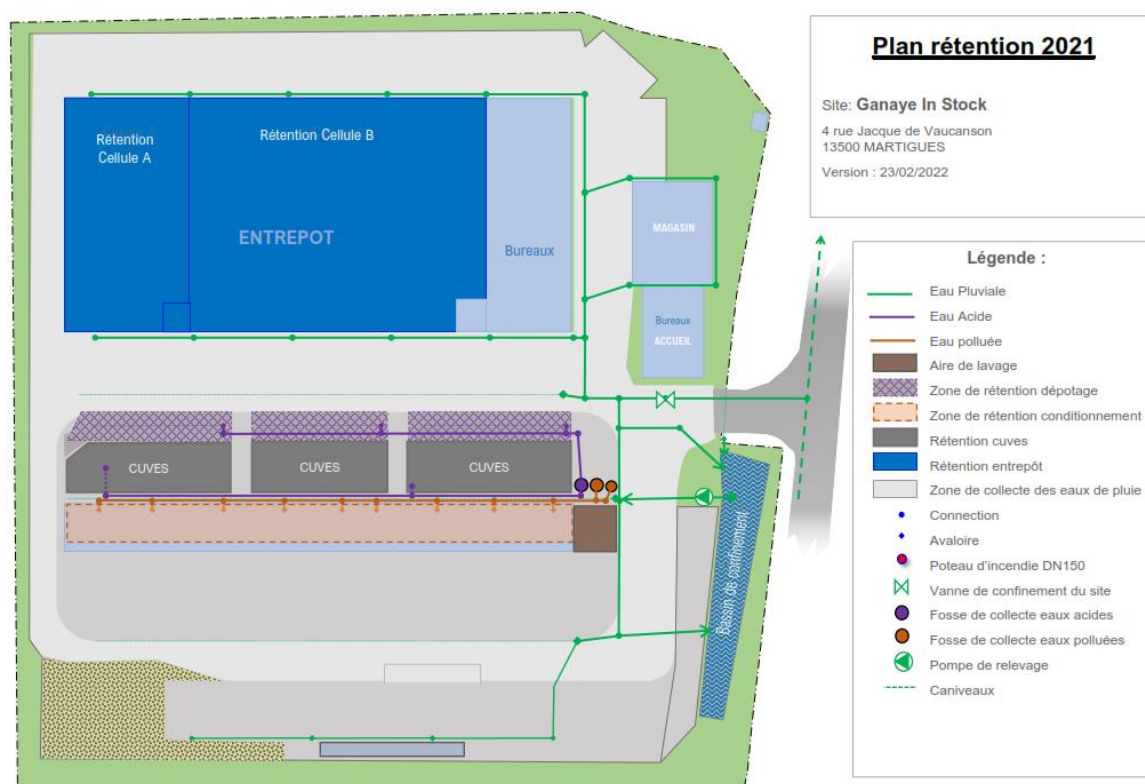 Plan rétention 2021
Site: Ganaye In Stock
4 rue Jacque de Vaucanson
13500 MARTIGUES
Version : 23/02/2022
Rétention
Cellule A
Rétention Cellule B
ENTREPOT
Bureaux
MAGASIN
Bureaux
ACCUEIL
CUVES
CUVES
CUVES
Bassin de confinement
Légende :
Eau Pluviale
Eau Acide
Eau polluée
Aire de lavage
Zone de rétention dépotage
Zone de rétention conditionnement
Rétention cuves
Rétention entrepôt
Zone de collecte des eaux de pluie
Connection
Avaloire
Poteau d'incendie DN150
Vanne de confinement du site
Fosse de collecte eaux acides
Fosse de collecte eaux polluées
Pompe de relevage
Caniveaux